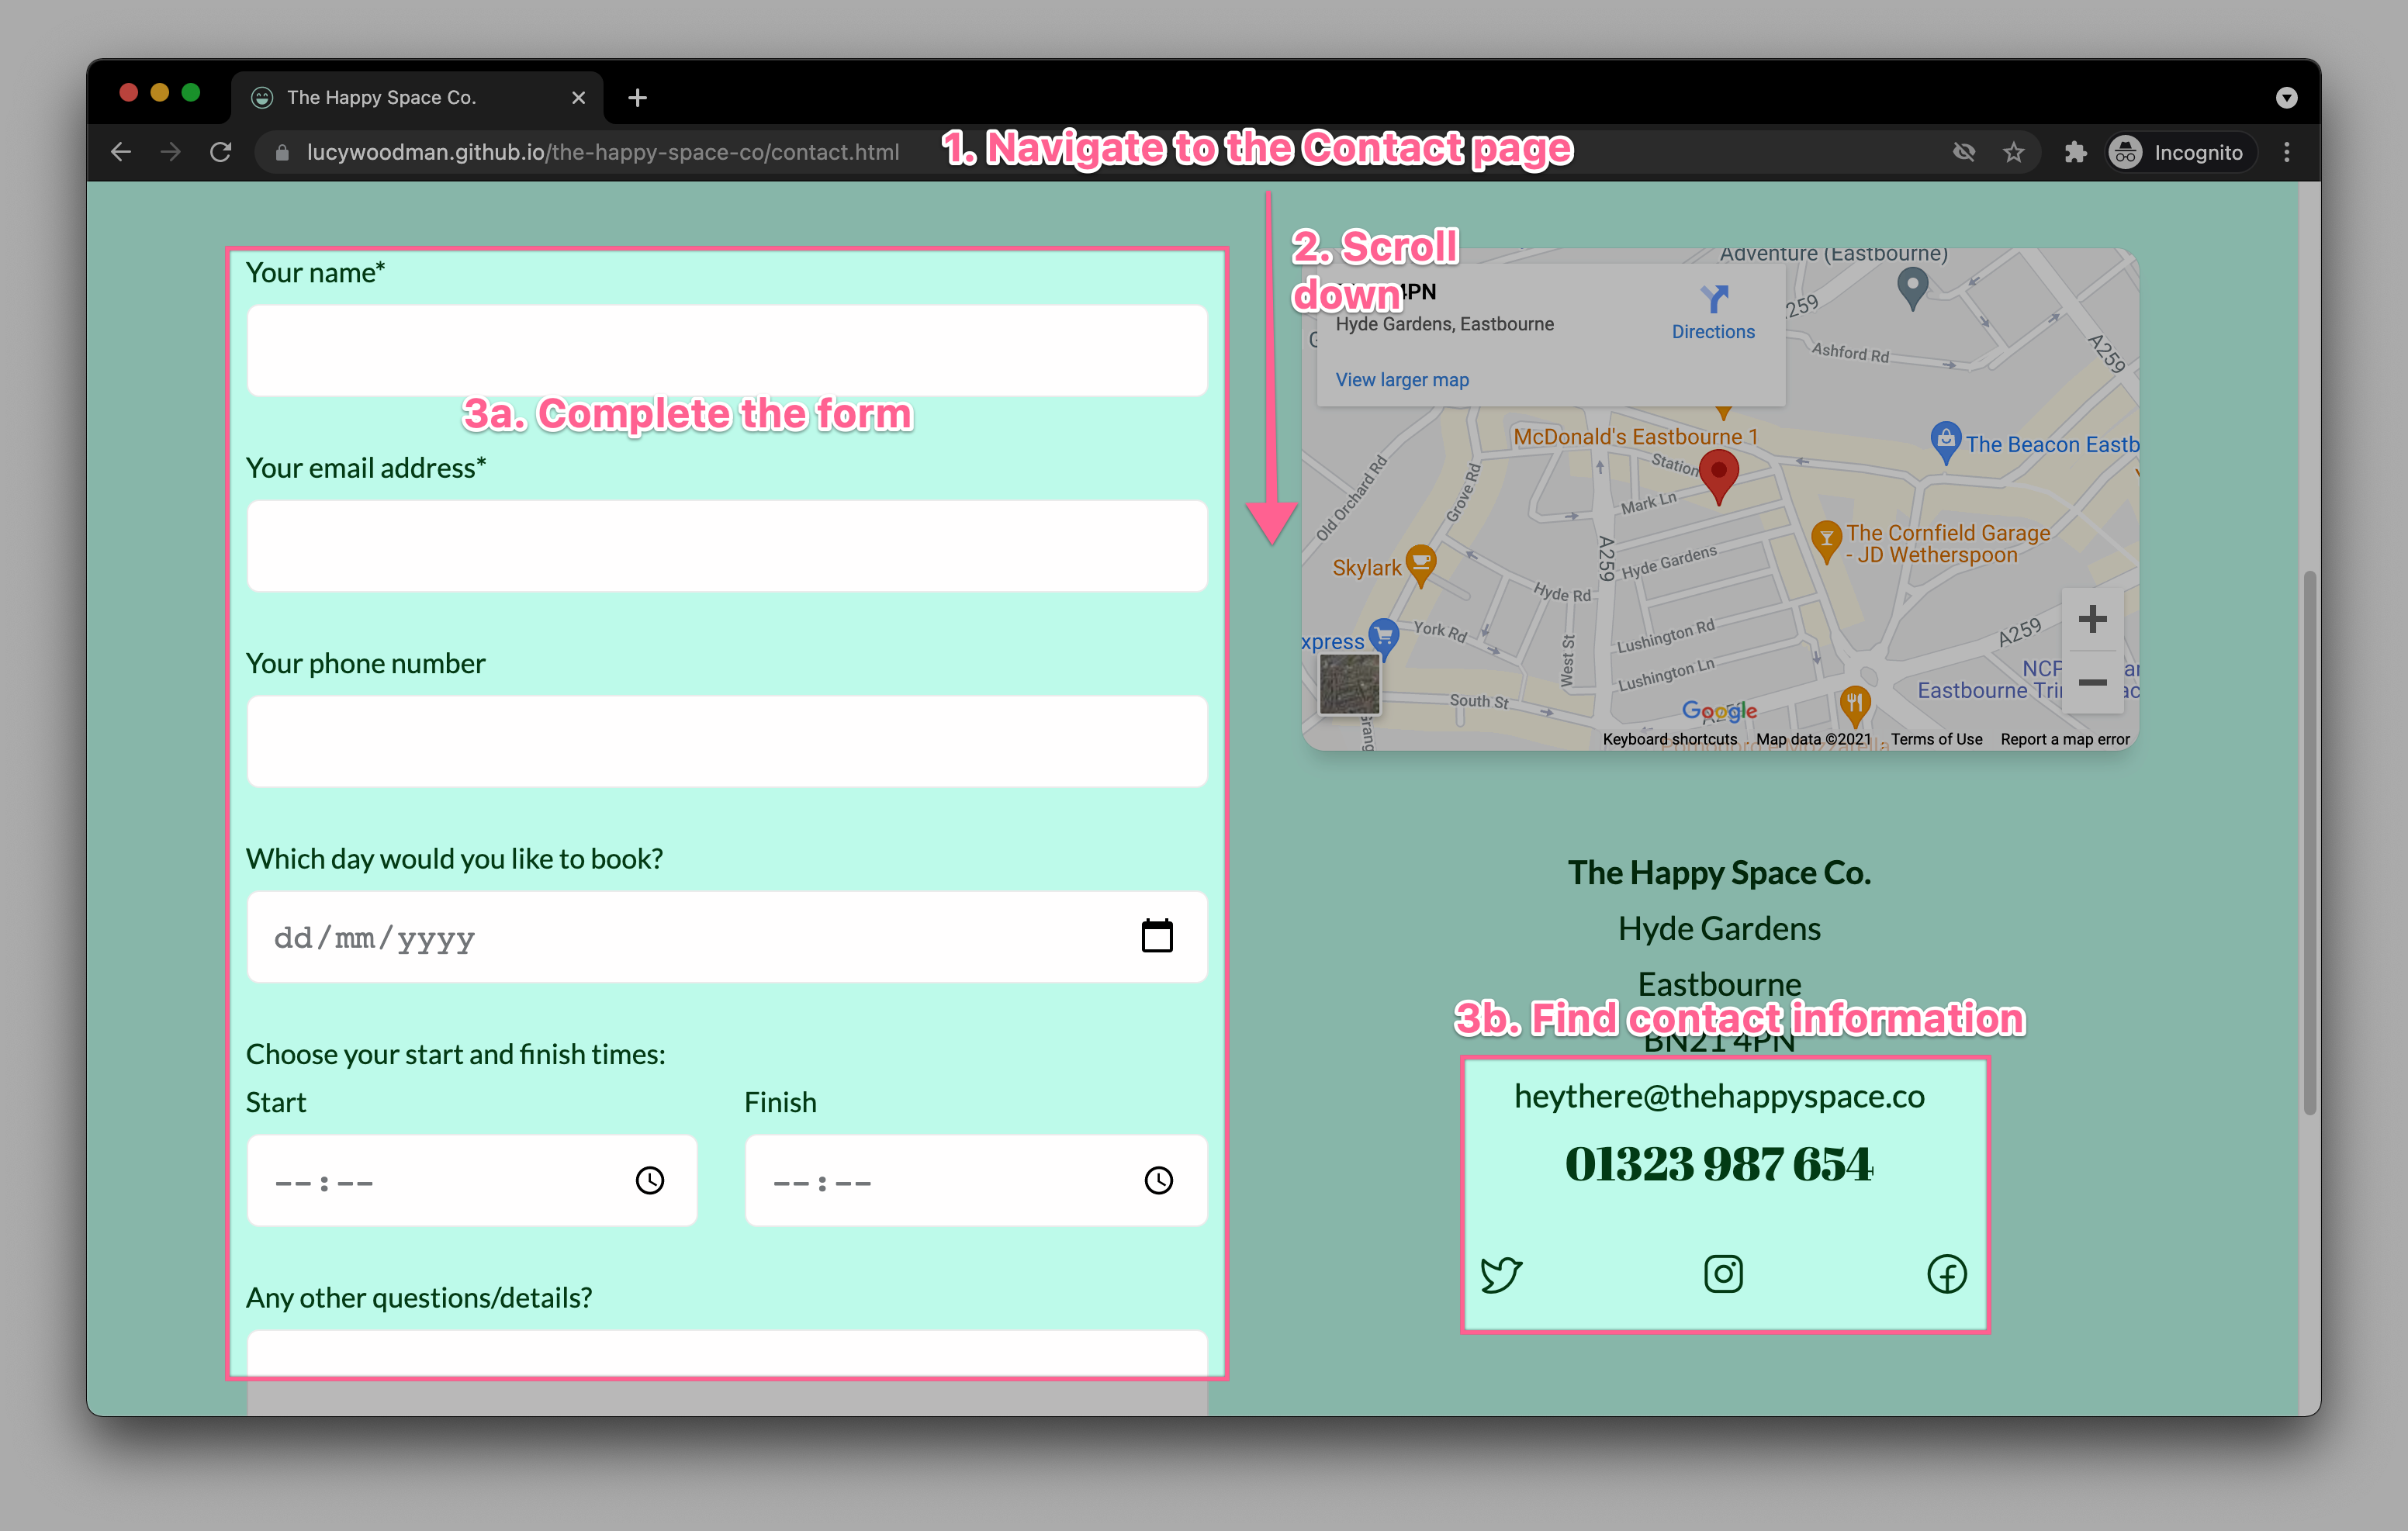 The Happy Space Co.
lucywoodman.github.io/the-happy-space-co/contact.html
Incognito
1. Navigate to the Contact page
2. Scroll
down
Your name*
3a. Complete the form
Your email address*
Your phone number
Which day would you like to book?
dd/mm/yyyy
Choose your start and finish times:
Start
Finish
--:--
--:--
Any other questions/details?
Adventure (Eastbourne)
4PN
Hyde Gardens, Eastbourne
Directions
View larger map
A259
Ashford Rd
A259
McDonald's Eastbourne 1
The Beacon Eastb
Station
Old Orchard Rd
Grove Rd
Mark Ln
The Cornfield Garage
- JD Wetherspoon
A259
Hyde Gardens
Skylark
Hyde Rd
xpress
York Rd
West St
Lushington Rd
A259
Lushington Ln
NCP
Eastbourne Tri
South St
Google
Keyboard shortcuts
Map data ©2021
Terms of Use
Report a map error
The Happy Space Co.
Hyde Gardens
Eastbourne
3b. Find contact information
BN21 4PN
heythere@thehappyspace.co
01323 987 654